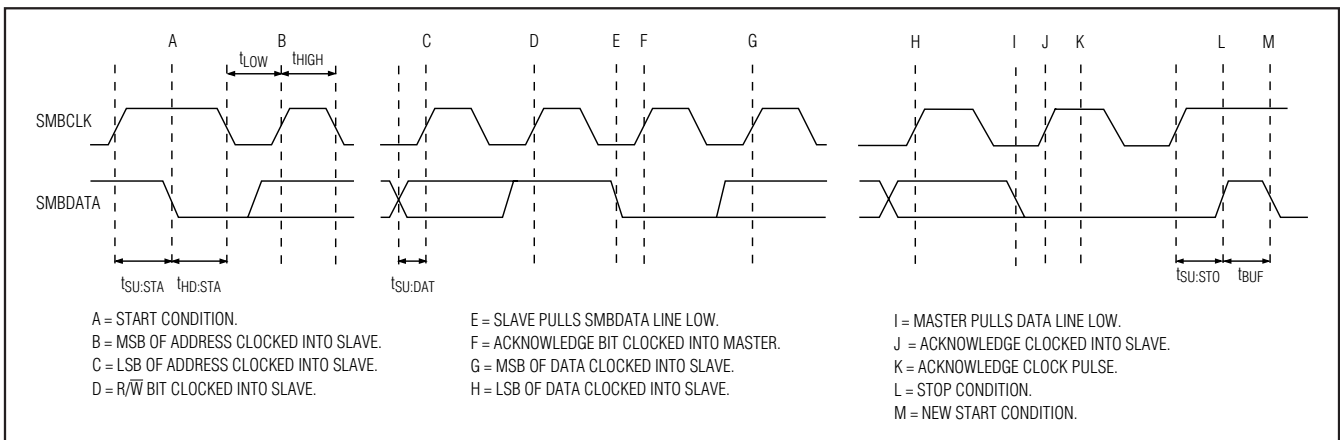 A B C D E F G H I J K L M
tLOW tHIGH
SMBCLK
SMBDATA
tSU:STA tHD:STA tSU:DAT tSU:STO tBUF
A = START CONDITION.
B = MSB OF ADDRESS CLOCKED INTO SLAVE.
C = LSB OF ADDRESS CLOCKED INTO SLAVE.
D = R/W̅ BIT CLOCKED INTO SLAVE.
E = SLAVE PULLS SMBDATA LINE LOW.
F = ACKNOWLEDGE BIT CLOCKED INTO MASTER.
G = MSB OF DATA CLOCKED INTO SLAVE.
H = LSB OF DATA CLOCKED INTO SLAVE.
I = MASTER PULLS DATA LINE LOW.
J = ACKNOWLEDGE CLOCKED INTO SLAVE.
K = ACKNOWLEDGE CLOCK PULSE.
L = STOP CONDITION.
M = NEW START CONDITION.